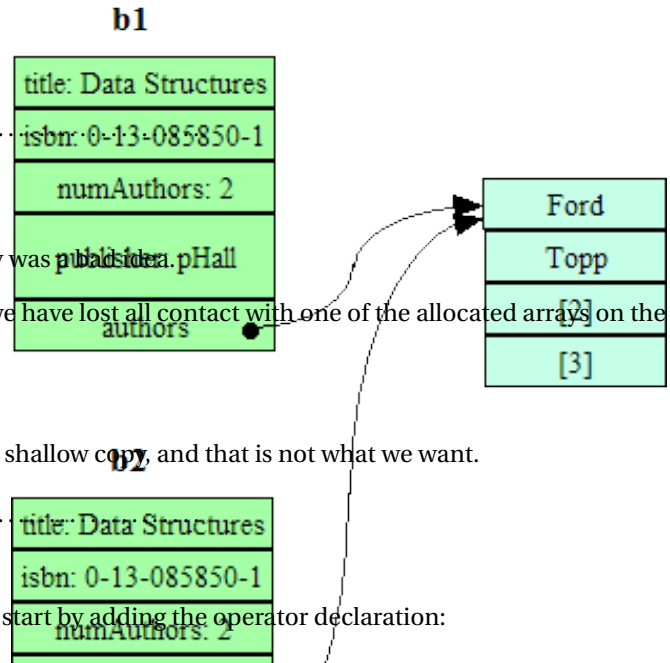 b1
title: Data Structures
isbn: 0-13-085850-1
numAuthors: 2
Ford
Topp
was a bad idea.
publisher: pHall
we have lost all contact with one of the allocated arrays on the
[2]
authors
[3]
shallow copy, and that is not what we want.
b2
title: Data Structures
isbn: 0-13-085850-1
start by adding the operator declaration:
numAuthors: 2